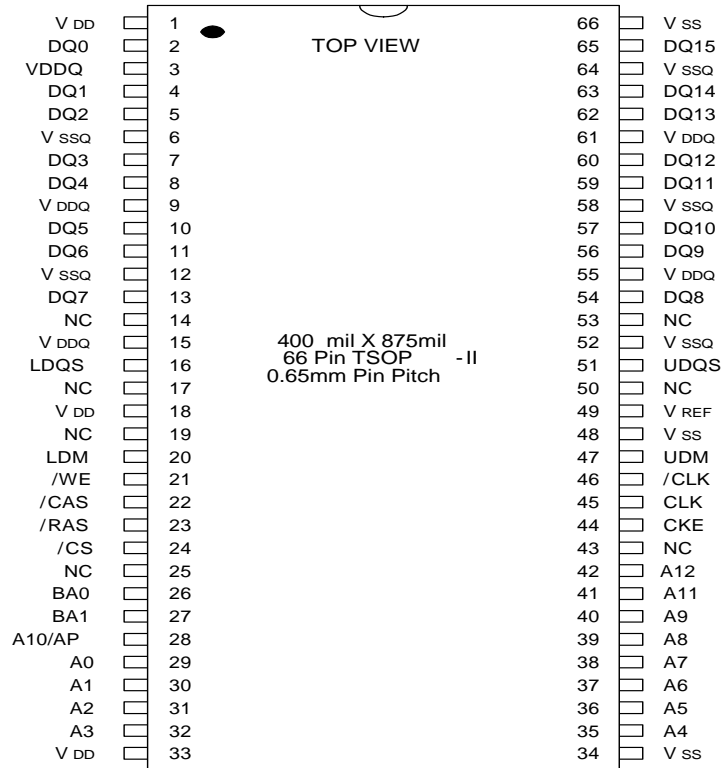 V DD 1 66 V SS
DQ0 2 TOP VIEW 65 DQ15
VDDQ 3 64 V SSQ
DQ1 4 63 DQ14
DQ2 5 62 DQ13
V SSQ 6 61 V DDQ
DQ3 7 60 DQ12
DQ4 8 59 DQ11
V DDQ 9 58 V SSQ
DQ5 10 57 DQ10
DQ6 11 56 DQ9
V SSQ 12 55 V DDQ
DQ7 13 54 DQ8
NC 14 53 NC
V DDQ 15 400 mil X 875mil 52 V SSQ
LDQS 16 66 Pin TSOP -II 51 UDQS
NC 17 0.65mm Pin Pitch 50 NC
V DD 18 49 V REF
NC 19 48 V SS
LDM 20 47 UDM
/WE 21 46 /CLK
/CAS 22 45 CLK
/RAS 23 44 CKE
/CS 24 43 NC
NC 25 42 A12
BA0 26 41 A11
BA1 27 40 A9
A10/AP 28 39 A8
A0 29 38 A7
A1 30 37 A6
A2 31 36 A5
A3 32 35 A4
V DD 33 34 V SS